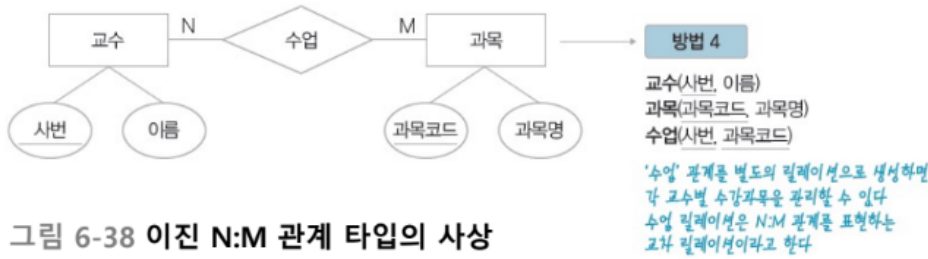 교수 N 수업 M 과목
사번 이름 과목코드 과목명
방법 4
교수(사번, 이름)
과목(과목코드, 과목명)
수업(사번, 과목코드)
'수업' 관계를 별도의 릴레이션으로 생성하면
각 교수별 수강과목을 관리할 수 있다
수업 릴레이션은 N:M 관계를 표현하는
교차 릴레이션이라고 한다
그림 6-38 이진 N:M 관계 타입의 사상